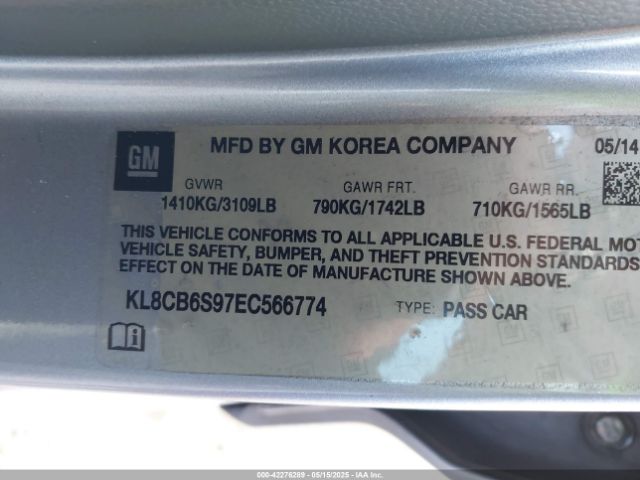 GM
MFD BY GM KOREA COMPANY 05/14
GVWR GAWR FRT. GAWR RR.
1410KG/3109LB 790KG/1742LB 710KG/1565LB
THIS VEHICLE CONFORMS TO ALL APPLICABLE U.S. FEDERAL MOT
VEHICLE SAFETY, BUMPER, AND THEFT PREVENTION STANDARDS
EFFECT ON THE DATE OF MANUFACTURE SHOWN ABOVE.
KL8CB6S97EC566774 TYPE: PASS CAR
000-42276289 - 05/15/2025 - IAA, Inc.